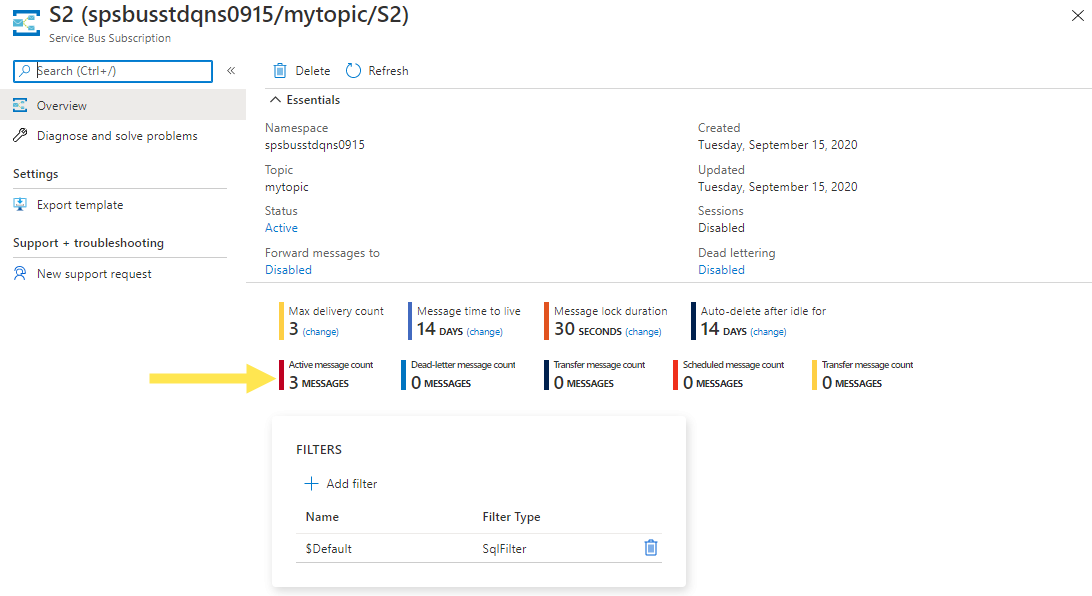 S2 (spsbusstdqns0915/mytopic/S2)
Service Bus Subscription
Search (Ctrl+/)
«
Delete
Refresh
Overview
Diagnose and solve problems
Settings
Export template
Support + troubleshooting
New support request
Essentials
Namespace
spsbusstdqns0915
Created
Tuesday, September 15, 2020
Topic
mytopic
Updated
Tuesday, September 15, 2020
Status
Active
Sessions
Disabled
Forward messages to
Disabled
Dead lettering
Disabled
Max delivery count
3 (change)
Message time to live
14 DAYS (change)
Message lock duration
30 SECONDS (change)
Auto-delete after idle for
14 DAYS (change)
Active message count
3 MESSAGES
Dead-letter message count
0 MESSAGES
Transfer message count
0 MESSAGES
Scheduled message count
0 MESSAGES
Transfer message count
0 MESSAGES
FILTERS
Add filter
Name Filter Type
$Default SqlFilter